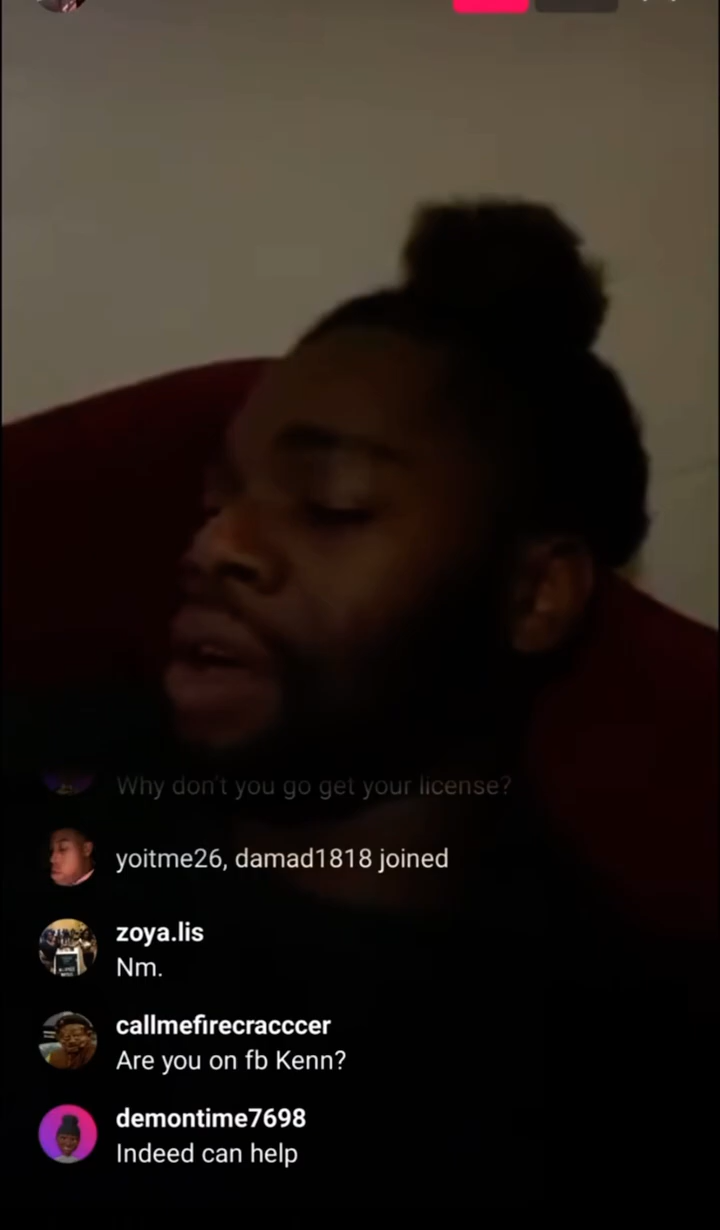 Why don't you go get your license?
yoitme26, damad1818 joined
zoya.lis
Nm.
callmefirecracccer
Are you on fb Kenn?
demontime7698
Indeed can help